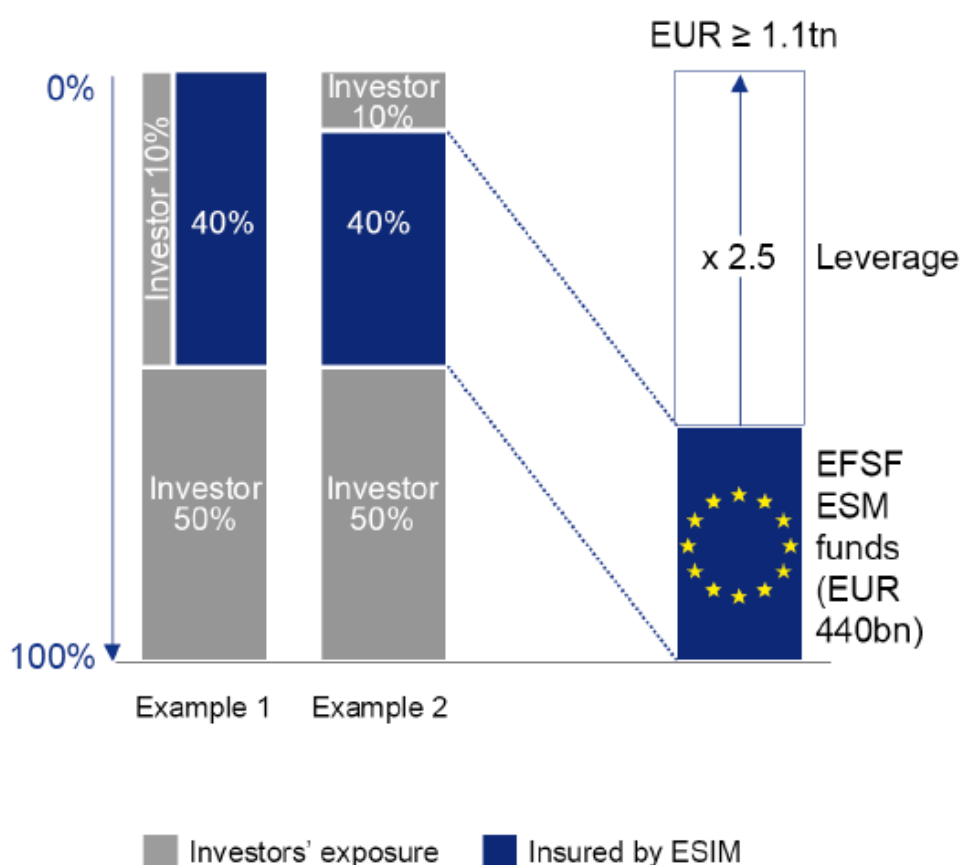 EUR ≥ 1.1tn
0%
Investor 10%
40%
Investor
10%
40%
x 2.5
Leverage
Investor
50%
Investor
50%
EFSF
ESM
funds
(EUR
440bn)
100%
Example 1
Example 2
Investors' exposure
Insured by ESIM